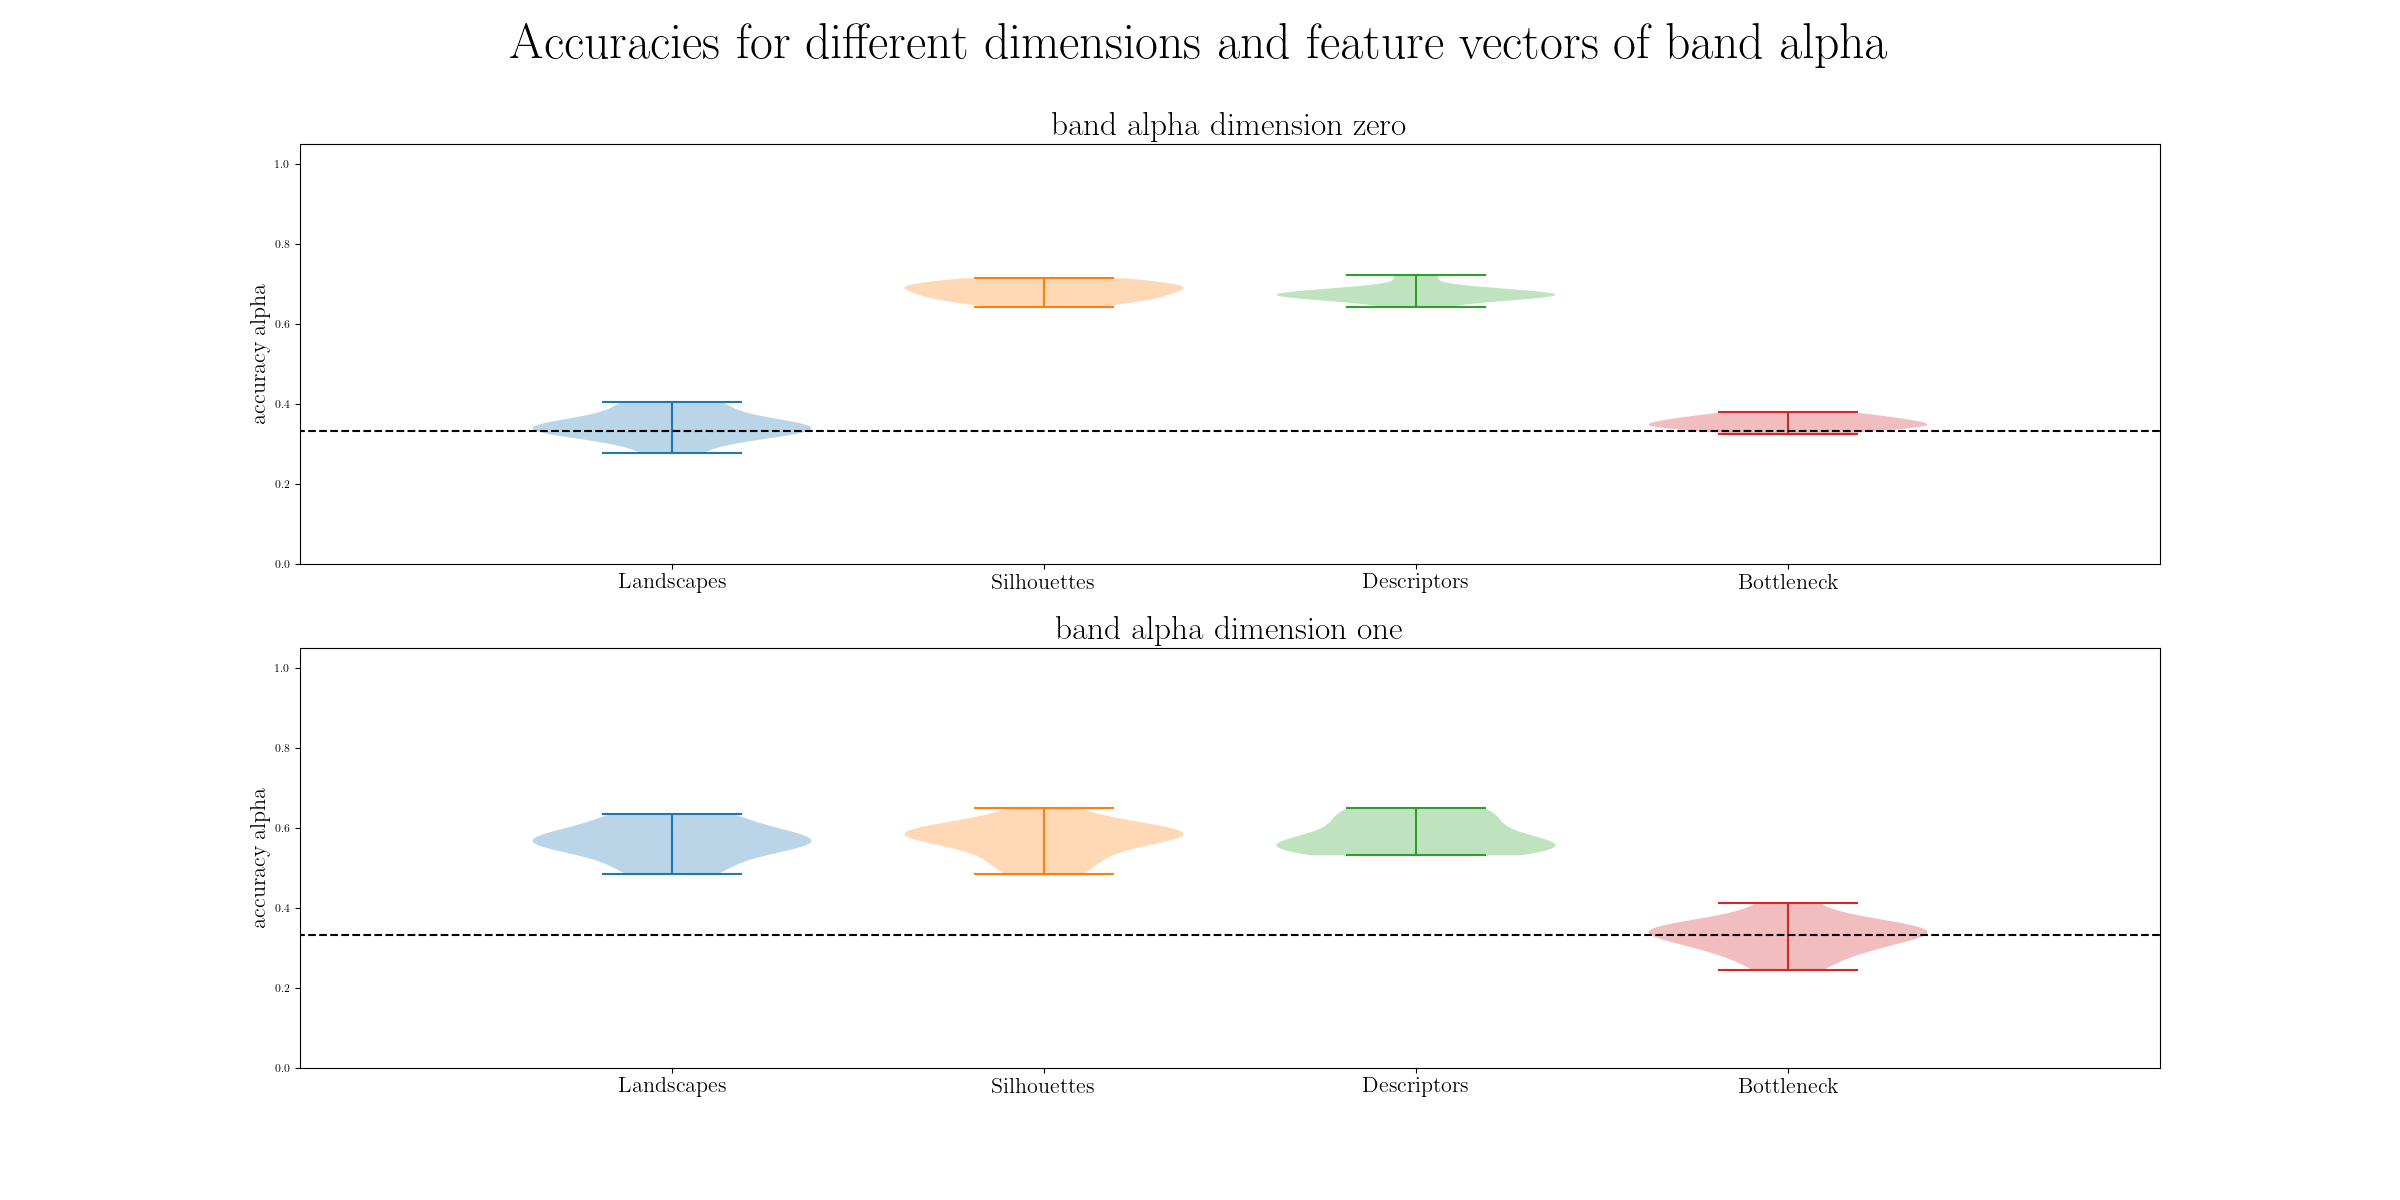 Accuracies for different dimensions and feature vectors of band alpha
band alpha dimension zero
1.0
0.8
0.6
0.4
0.2
0.0
accuracy alpha
Landscapes Silhouettes Descriptors Bottleneck
band alpha dimension one
1.0
0.8
0.6
0.4
0.2
0.0
accuracy alpha
Landscapes Silhouettes Descriptors Bottleneck